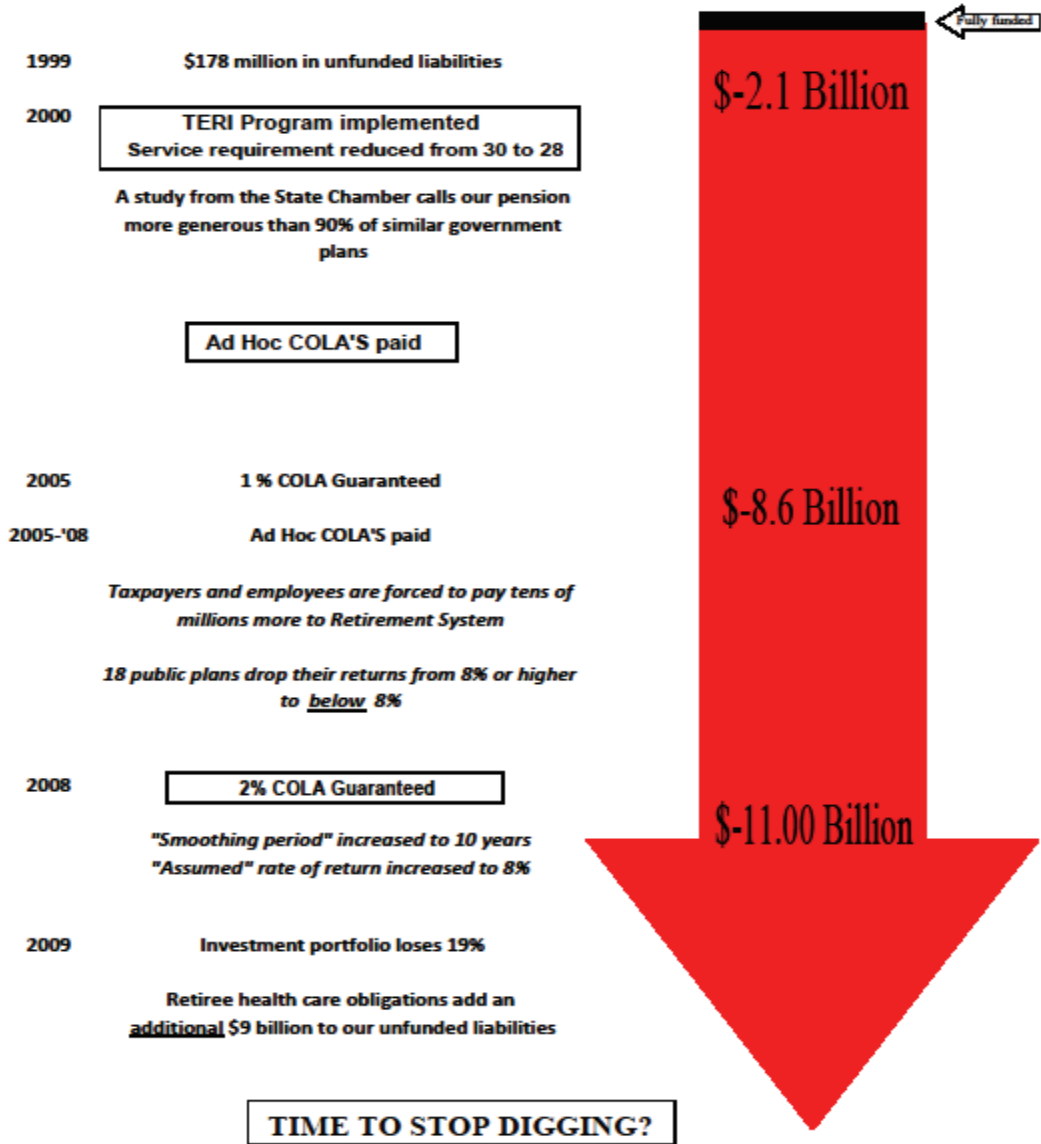 Fully funded
1999 $178 million in unfunded liabilities
$-2.1 Billion
2000 TERI Program implemented
Service requirement reduced from 30 to 28
A study from the State Chamber calls our pension
more generous than 90% of similar government
plans
Ad Hoc COLA'S paid
2005 1 % COLA Guaranteed
$-8.6 Billion
2005-'08 Ad Hoc COLA'S paid
Taxpayers and employees are forced to pay tens of
millions more to Retirement System
18 public plans drop their returns from 8% or higher
to below 8%
2008 2% COLA Guaranteed
$-11.00 Billion
"Smoothing period" increased to 10 years
"Assumed" rate of return increased to 8%
2009 Investment portfolio loses 19%
Retiree health care obligations add an
additional $9 billion to our unfunded liabilities
TIME TO STOP DIGGING?